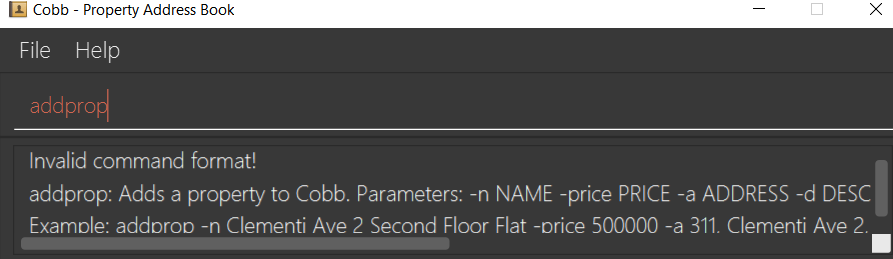 Cobb - Property Address Book
File Help
addprop
Invalid command format!
addprop: Adds a property to Cobb. Parameters: -n NAME -price PRICE -a ADDRESS -d DESC
Example: addprop -n Clementi Ave 2 Second Floor Flat -price 500000 -a 311, Clementi Ave 2,